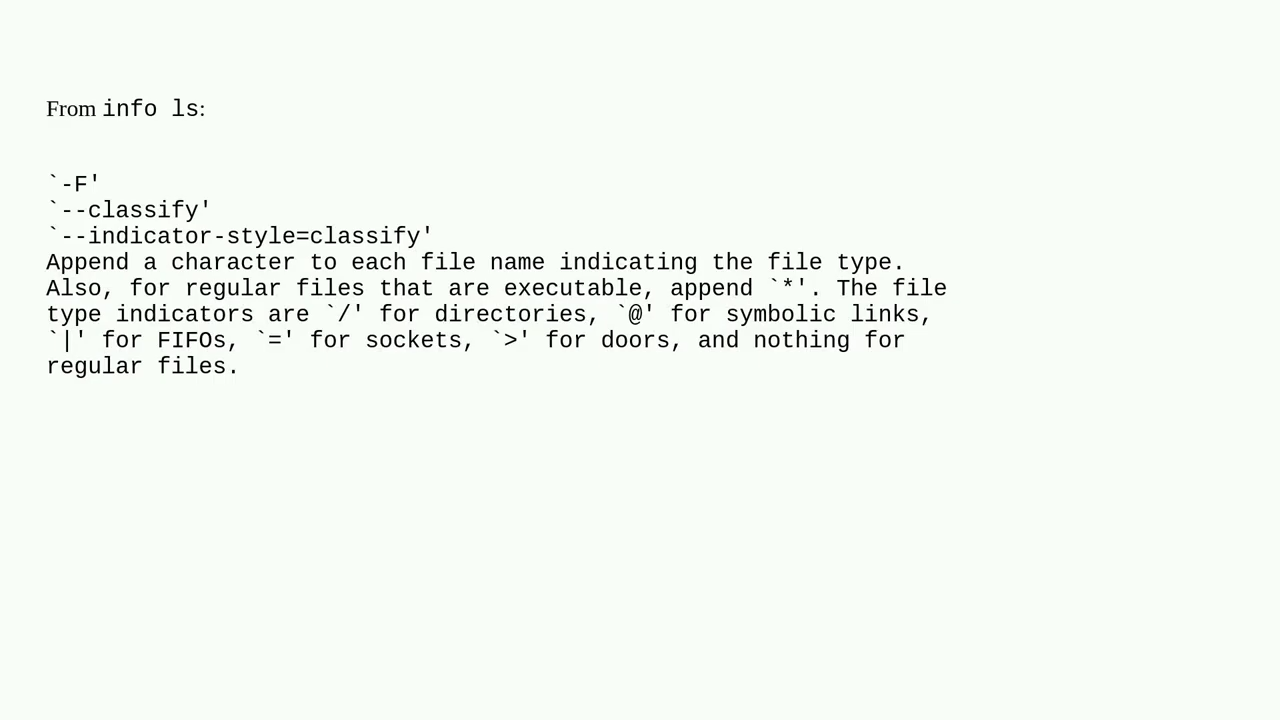 From info ls:
`-F'
`--classify'
`--indicator-style=classify'
Append a character to each file name indicating the file type.
Also, for regular files that are executable, append `*'. The file
type indicators are `/' for directories, `@' for symbolic links,
`|' for FIFOs, `=' for sockets, `>' for doors, and nothing for
regular files.